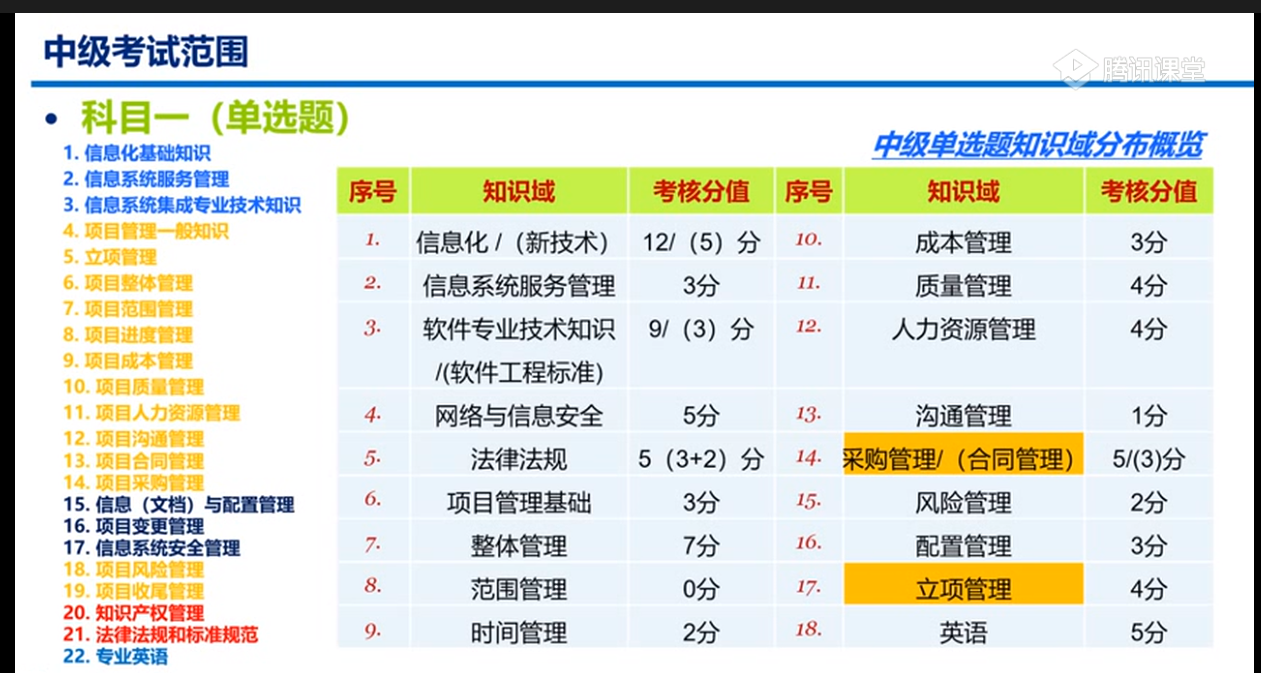 中级考试范围
腾讯课堂
• 科目一（单选题）
中级单选题知识域分布概览
1. 信息化基础知识
2. 信息系统服务管理
3. 信息系统集成专业技术知识
4. 项目管理一般知识
5. 立项管理
6. 项目整体管理
7. 项目范围管理
8. 项目进度管理
9. 项目成本管理
10. 项目质量管理
11. 项目人力资源管理
12. 项目沟通管理
13. 项目合同管理
14. 项目采购管理
15. 信息（文档）与配置管理
16. 项目变更管理
17. 信息系统安全管理
18. 项目风险管理
19. 项目收尾管理
20. 知识产权管理
21. 法律法规和标准规范
22. 专业英语
序号 知识域 考核分值 序号 知识域 考核分值
1. 信息化 /（新技术） 12/（5）分 10. 成本管理 3分
2. 信息系统服务管理 3分 11. 质量管理 4分
3. 软件专业技术知识 9/（3）分 12. 人力资源管理 4分
/(软件工程标准)
4. 网络与信息安全 5分 13. 沟通管理 1分
5. 法律法规 5（3+2）分 14. 采购管理/（合同管理） 5/(3)分
6. 项目管理基础 3分 15. 风险管理 2分
7. 整体管理 7分 16. 配置管理 3分
8. 范围管理 0分 17. 立项管理 4分
9. 时间管理 2分 18. 英语 5分